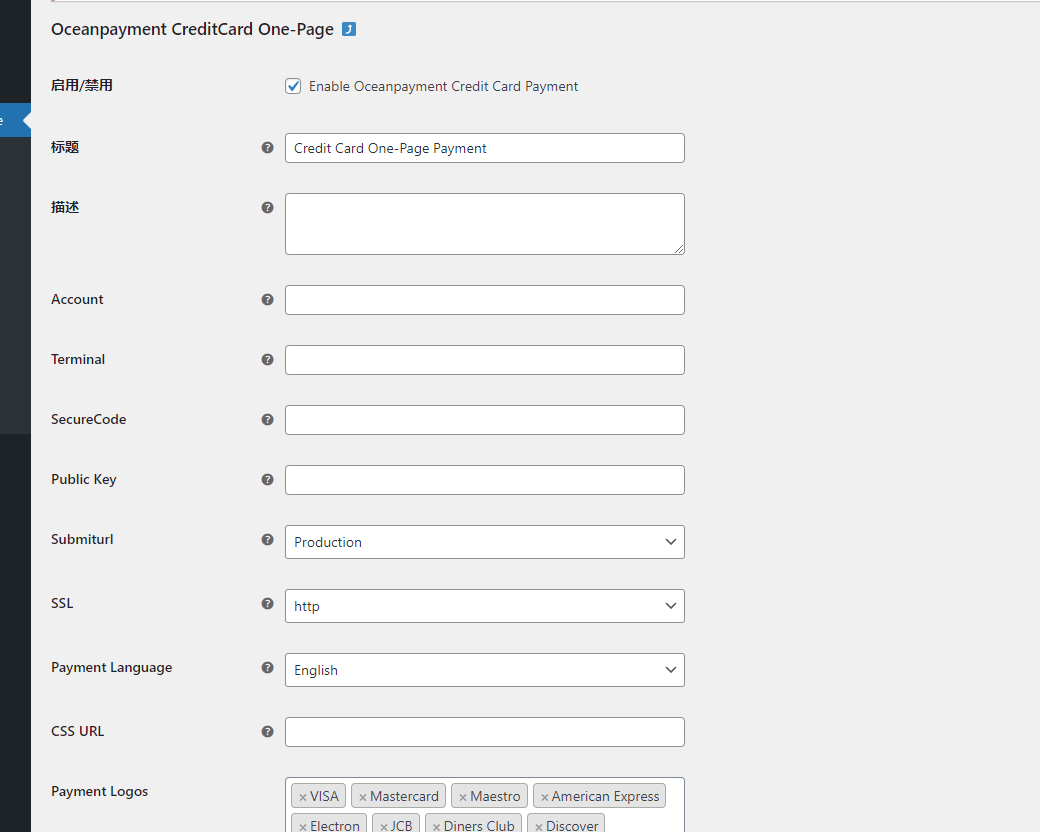 Oceanpayment CreditCard One-Page
启用/禁用
Enable Oceanpayment Credit Card Payment
e
标题
Credit Card One-Page Payment
描述
Account
Terminal
SecureCode
Public Key
Submiturl
Production
SSL
http
Payment Language
English
CSS URL
Payment Logos
× VISA × Mastercard × Maestro × American Express
× Electron × JCB × Diners Club × Discover